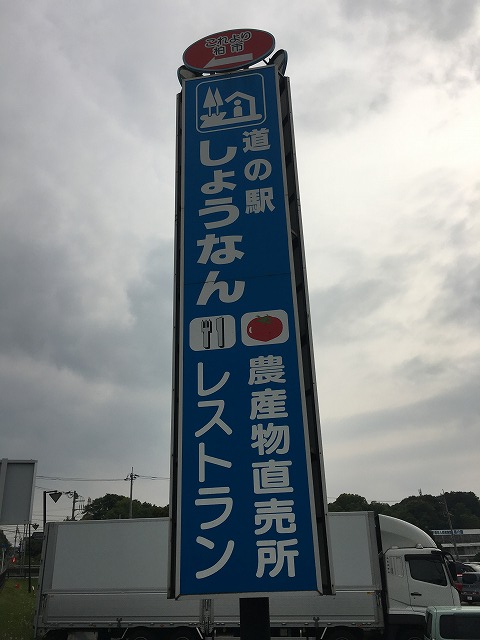 これより
柏市
道の駅
しょうなん
農産物直売所
レストラン